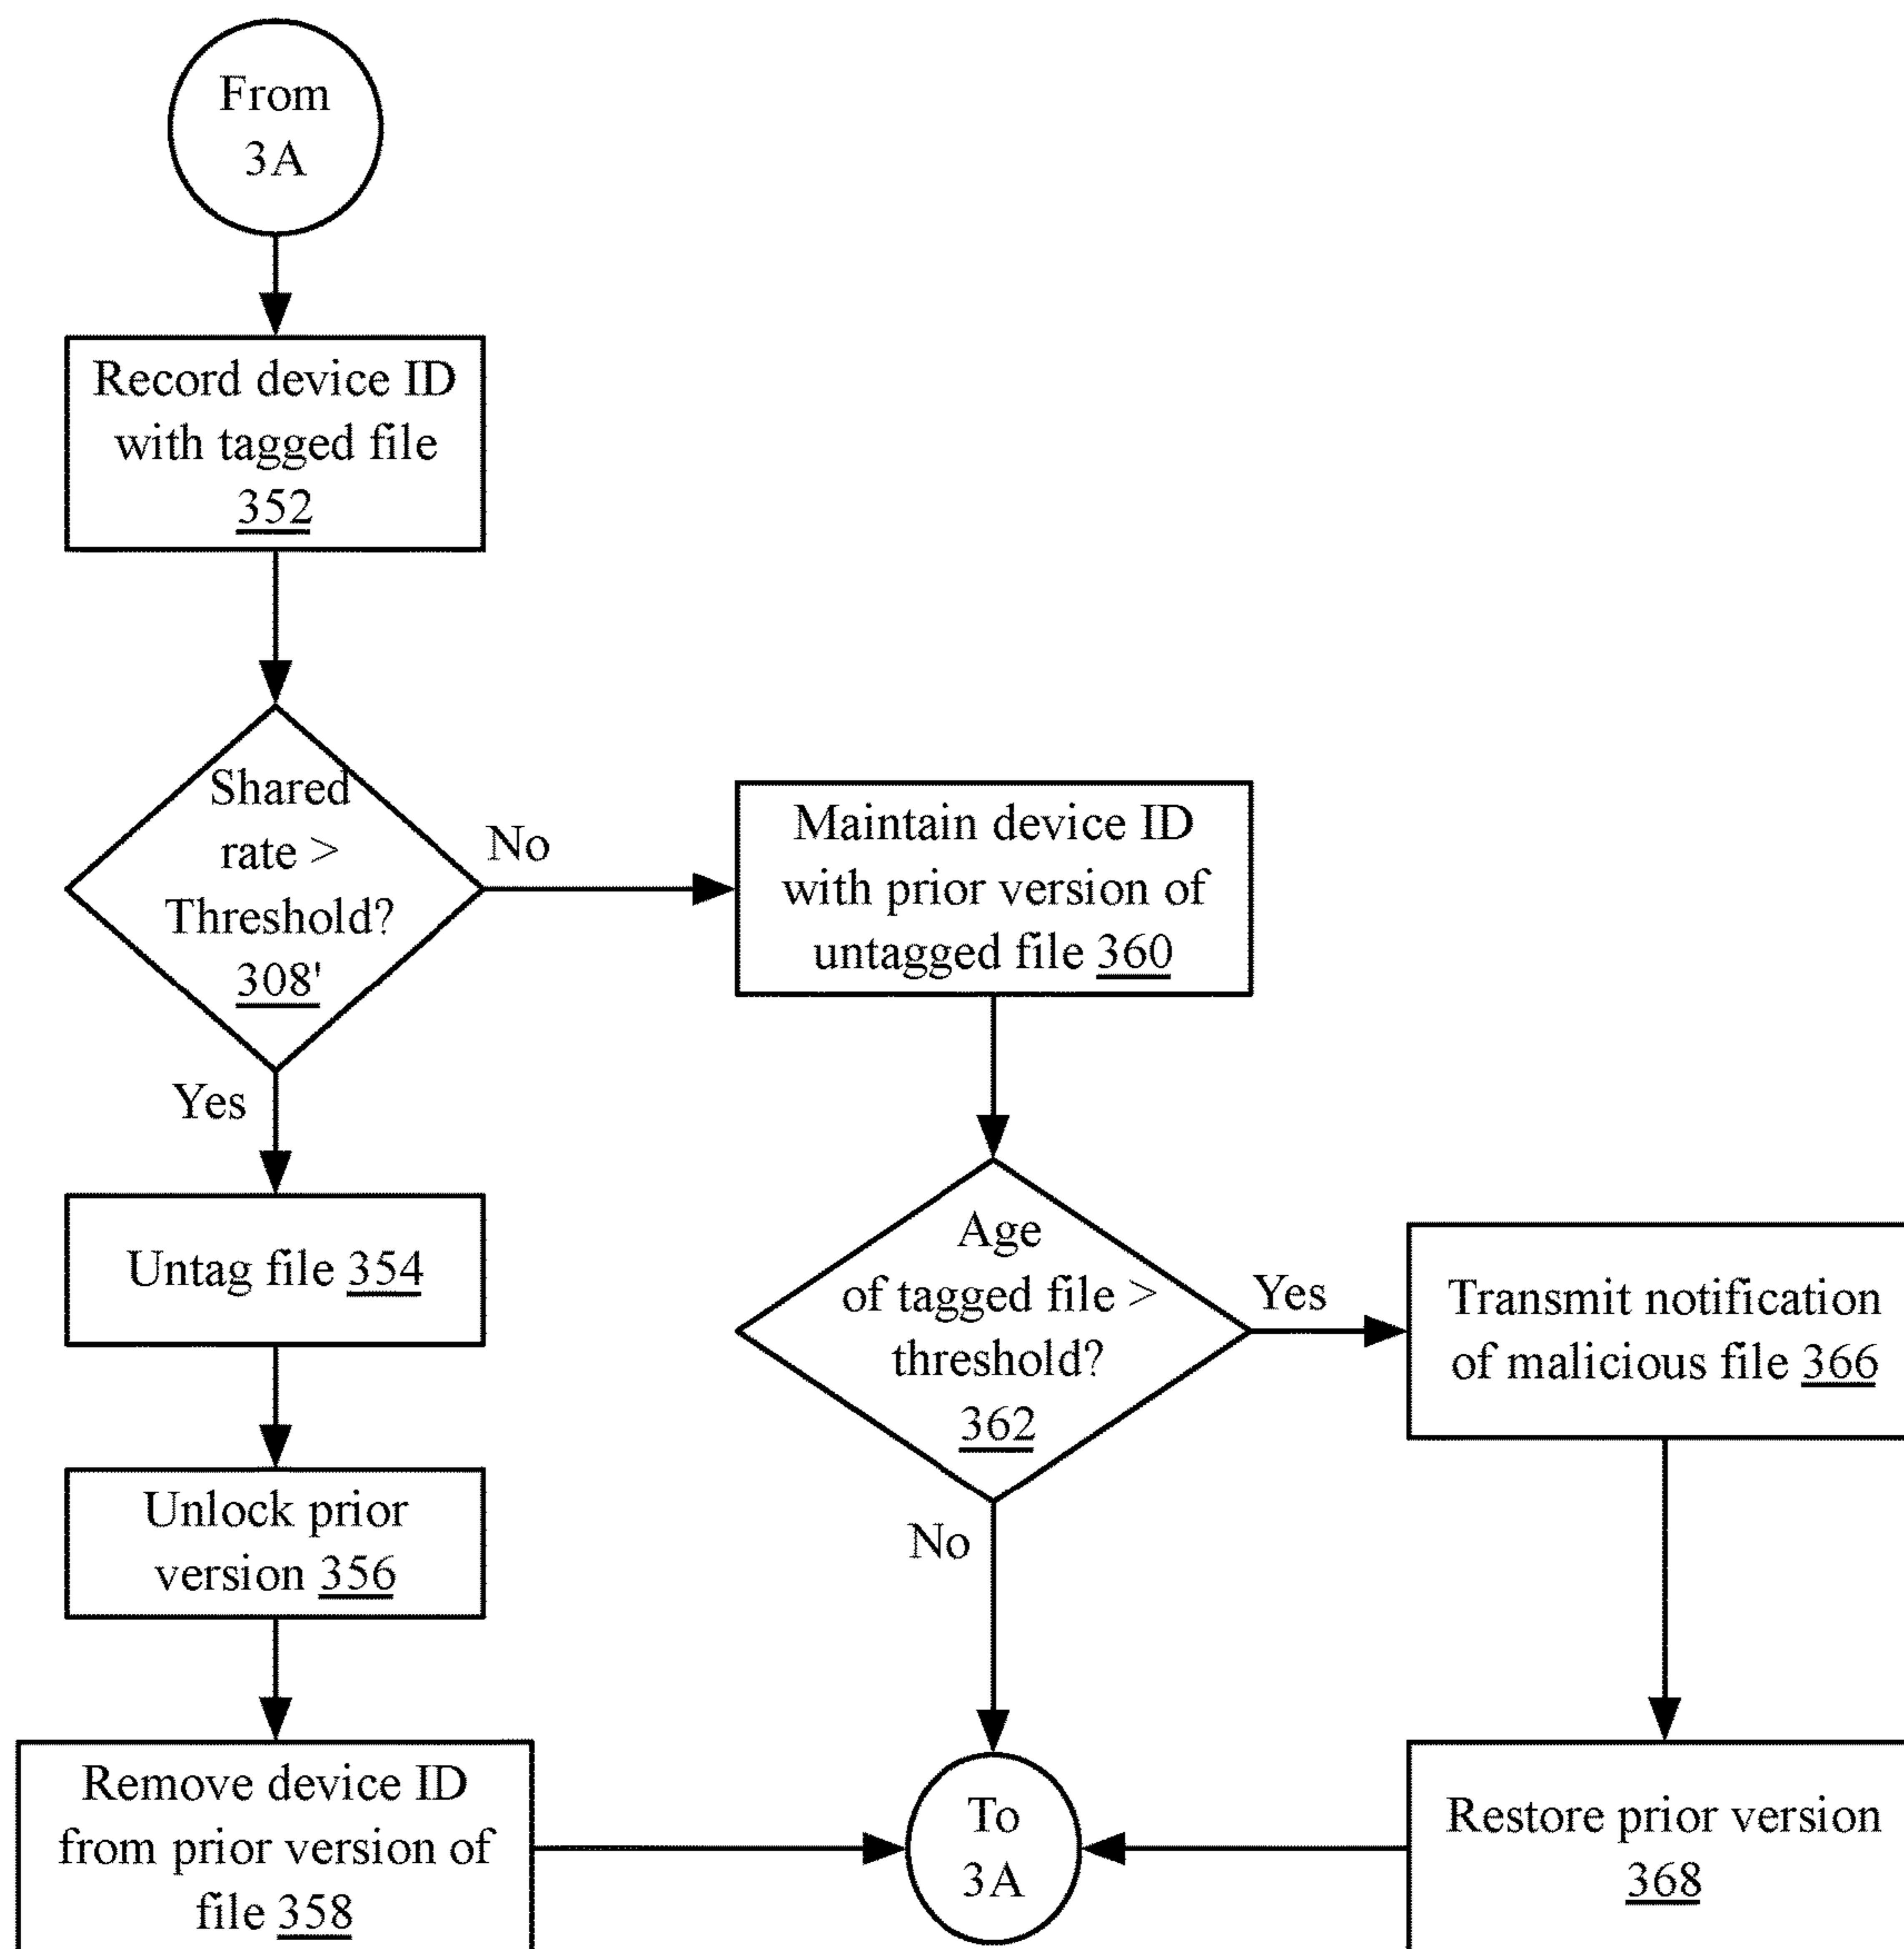 From
3A
Record device ID
with tagged file
352
Shared
rate >
Threshold?
308'
No
Maintain device ID
with prior version of
untagged file 360
Yes
Untag file 354
Age
of tagged file >
threshold?
362
Yes
Transmit notification
of malicious file 366
Unlock prior
version 356
No
Remove device ID
from prior version of
file 358
To
3A
Restore prior version
368